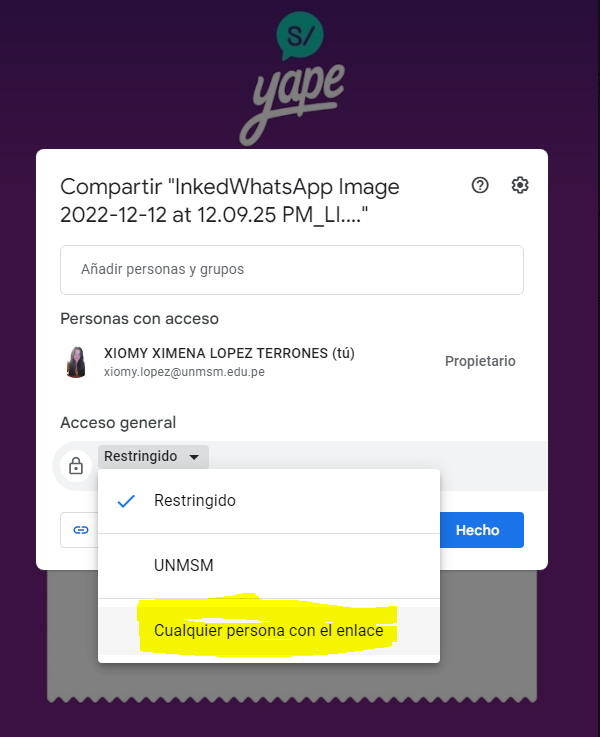 S/
yape
Compartir "InkedWhatsApp Image
2022-12-12 at 12.09.25 PM_LI...."
Añadir personas y grupos
Personas con acceso
XIOMY XIMENA LOPEZ TERRONES (tú)
xiomy.lopez@unmsm.edu.pe
Propietario
Acceso general
Restringido
Restringido
UNMSM
Cualquier persona con el enlace
Hecho